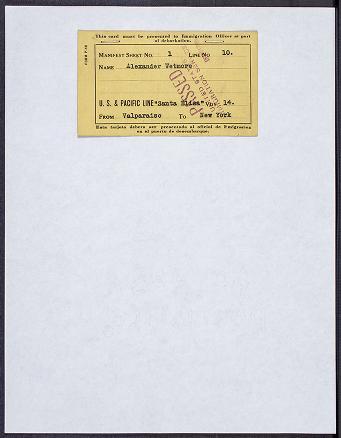 This card must be presented to Immigration Officer at port
of debarkation.
MANIFEST SHEET NO. 1 LINE NO. 10.
NAME Alexander Wetmore
PASSED
U. S. & PACIFIC LINE "Santa Elisa" Voy. 14.
FROM Valparaiso To New York
Esta tarjeta debera ser presentada al oficial de Emigracion
en el puerto de desembarque.